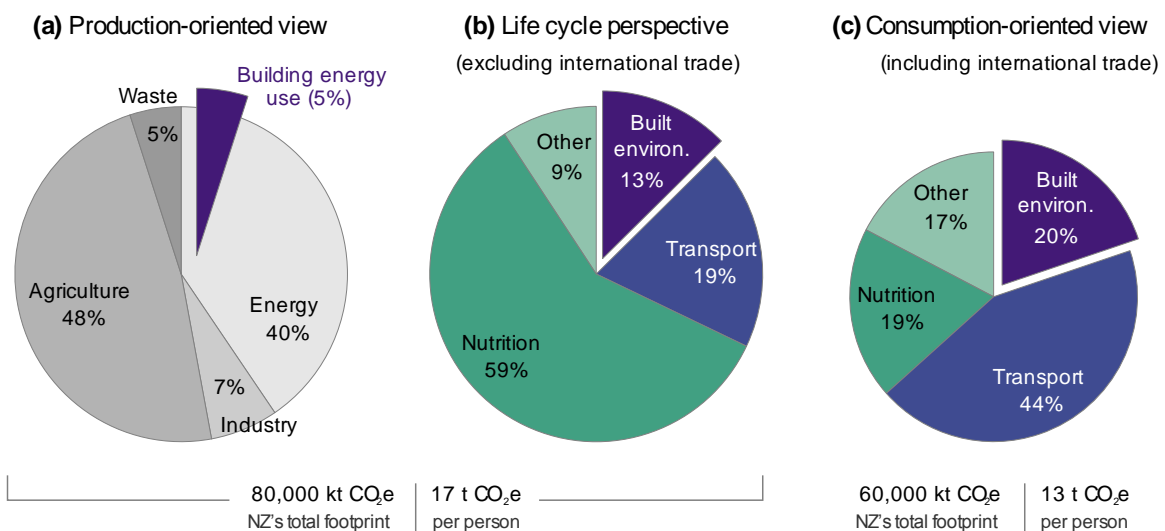 (a) Production-oriented view
Building energy
use (5%)
Waste
5%
Agriculture
48%
Energy
40%
7%
Industry
(b) Life cycle perspective
(excluding international trade)
Other
9%
Built
environ.
13%
Transport
19%
Nutrition
59%
(c) Consumption-oriented view
(including international trade)
Other
17%
Built
environ.
20%
Nutrition
19%
Transport
44%
80,000 kt CO₂e
NZ's total footprint
17 t CO₂e
per person
60,000 kt CO₂e
NZ's total footprint
13 t CO₂e
per person